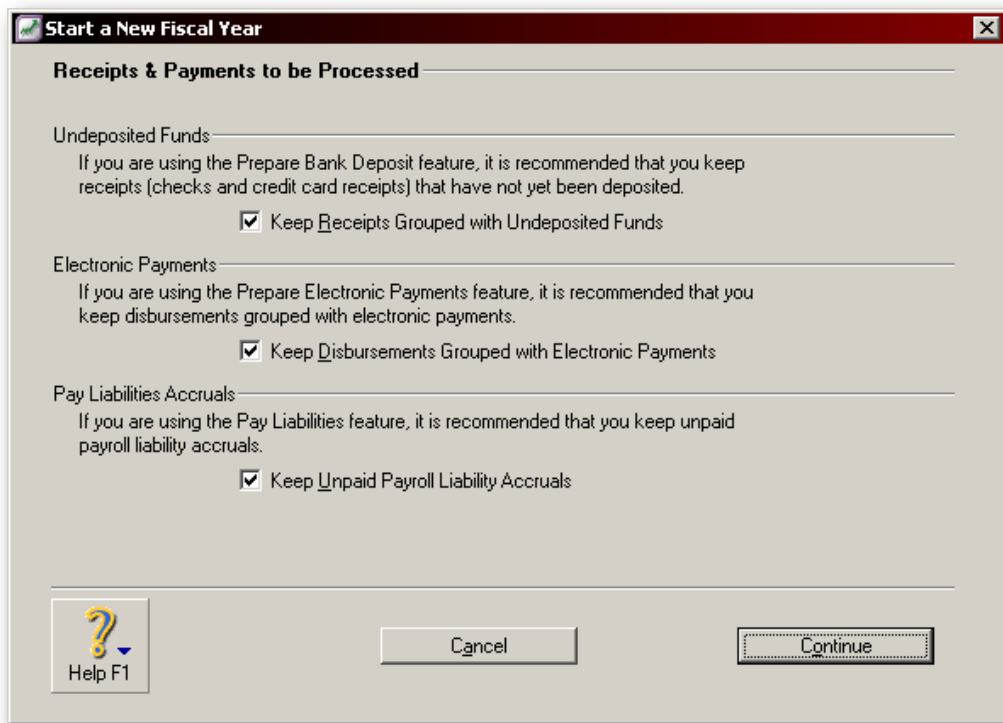 Start a New Fiscal Year
Receipts & Payments to be Processed
Undeposited Funds
If you are using the Prepare Bank Deposit feature, it is recommended that you keep
receipts (checks and credit card receipts) that have not yet been deposited.
Keep Receipts Grouped with Undeposited Funds
Electronic Payments
If you are using the Prepare Electronic Payments feature, it is recommended that you
keep disbursements grouped with electronic payments.
Keep Disbursements Grouped with Electronic Payments
Pay Liabilities Accruals
If you are using the Pay Liabilities feature, it is recommended that you keep unpaid
payroll liability accruals.
Keep Unpaid Payroll Liability Accruals
Help F1
Cancel
Continue